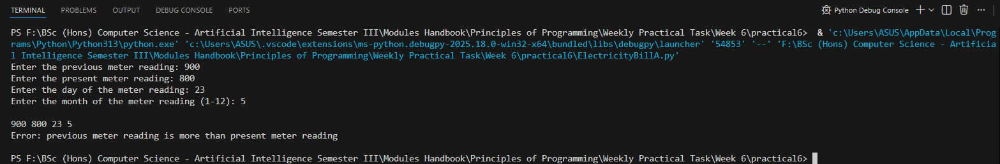 TERMINAL PROBLEMS OUTPUT DEBUG CONSOLE PORTS Python Debug Console
PS F:\BSc (Hons) Computer Science - Artificial Intelligence Semester III\Modules Handbook\Principles of Programming\Weekly Practical Task\Week 6\practical6>  & 'c:\Users\ASUS\AppData\Local\Prog
rams\Python\Python313\python.exe' 'c:\Users\ASUS\.vscode\extensions\ms-python.debugpy-2025.18.0-win32-x64\bundled\libs\debugpy\launcher' '54853' '--' 'F:\BSc (Hons) Computer Science - Artificia
l Intelligence Semester III\Modules Handbook\Principles of Programming\Weekly Practical Task\Week 6\practical6\ElectricityBillA.py'
Enter the previous meter reading: 900
Enter the present meter reading: 800
Enter the day of the meter reading: 23
Enter the month of the meter reading (1-12): 5
900 800 23 5
Error: previous meter reading is more than present meter reading
PS F:\BSc (Hons) Computer Science - Artificial Intelligence Semester III\Modules Handbook\Principles of Programming\Weekly Practical Task\Week 6\practical6>